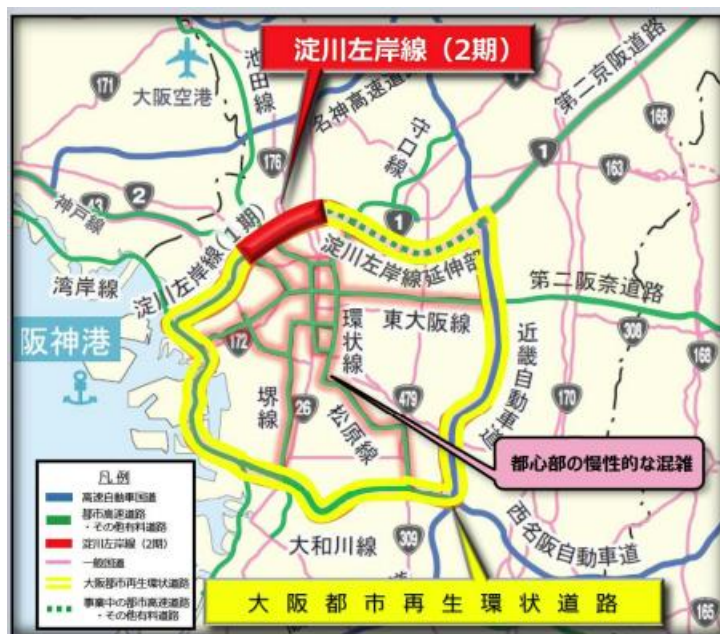 淀川左岸線（2期）
171
大阪空港
池田線
176
名神高速道路
守口線
1
第二京阪道路
168
163
2
43
神戸線
淀川左岸線(1期)
1
淀川左岸線延伸部
湾岸線
第二阪奈道路
東大阪線
環状線
阪神港
172
308
168
近畿自動車道
堺線
26
松原線
479
170
都心部の慢性的な混雑
凡例
高速自動車国道
都市高速道路
・その他有料道路
淀川左岸線(2期)
一般国道
大阪都市再生環状道路
事業中の都市高速道路
・その他有料道路
大和川線
309
西名阪自動車道
大阪都市再生環状道路
165